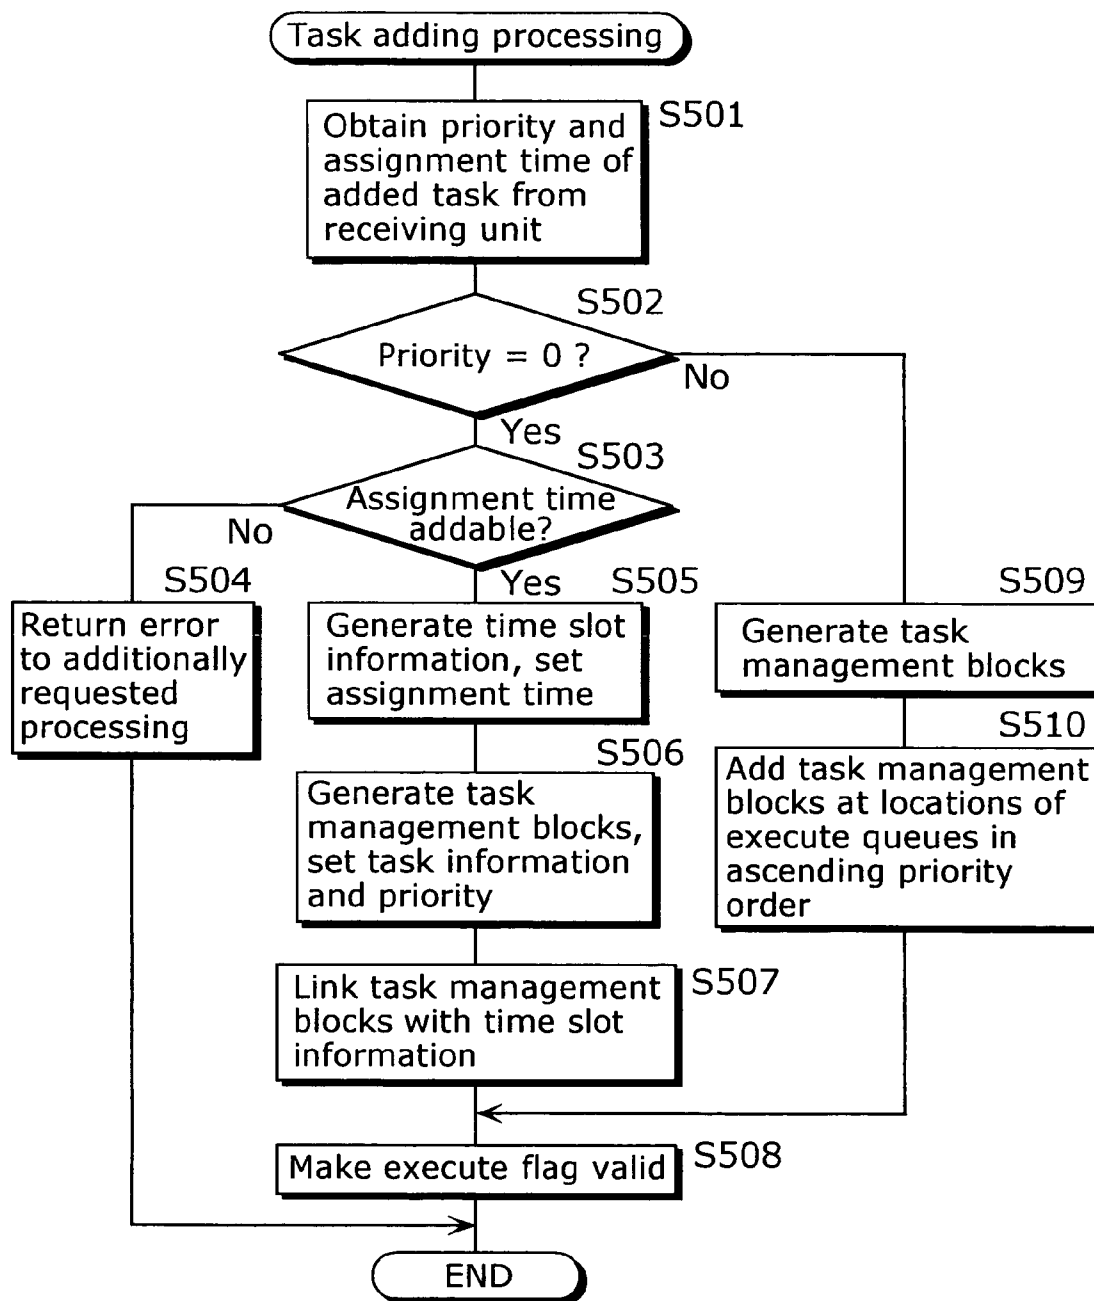 Task adding processing
S501
Obtain priority and
assignment time of
added task from
receiving unit
S502
Priority = 0 ?
No
Yes
S503
Assignment time
addable?
No
Yes
S504
Return error
to additionally
requested
processing
S505
Generate time slot
information, set
assignment time
S509
Generate task
management blocks
S506
Generate task
management blocks,
set task information
and priority
S510
Add task management
blocks at locations of
execute queues in
ascending priority
order
S507
Link task management
blocks with time slot
information
S508
Make execute flag valid
END